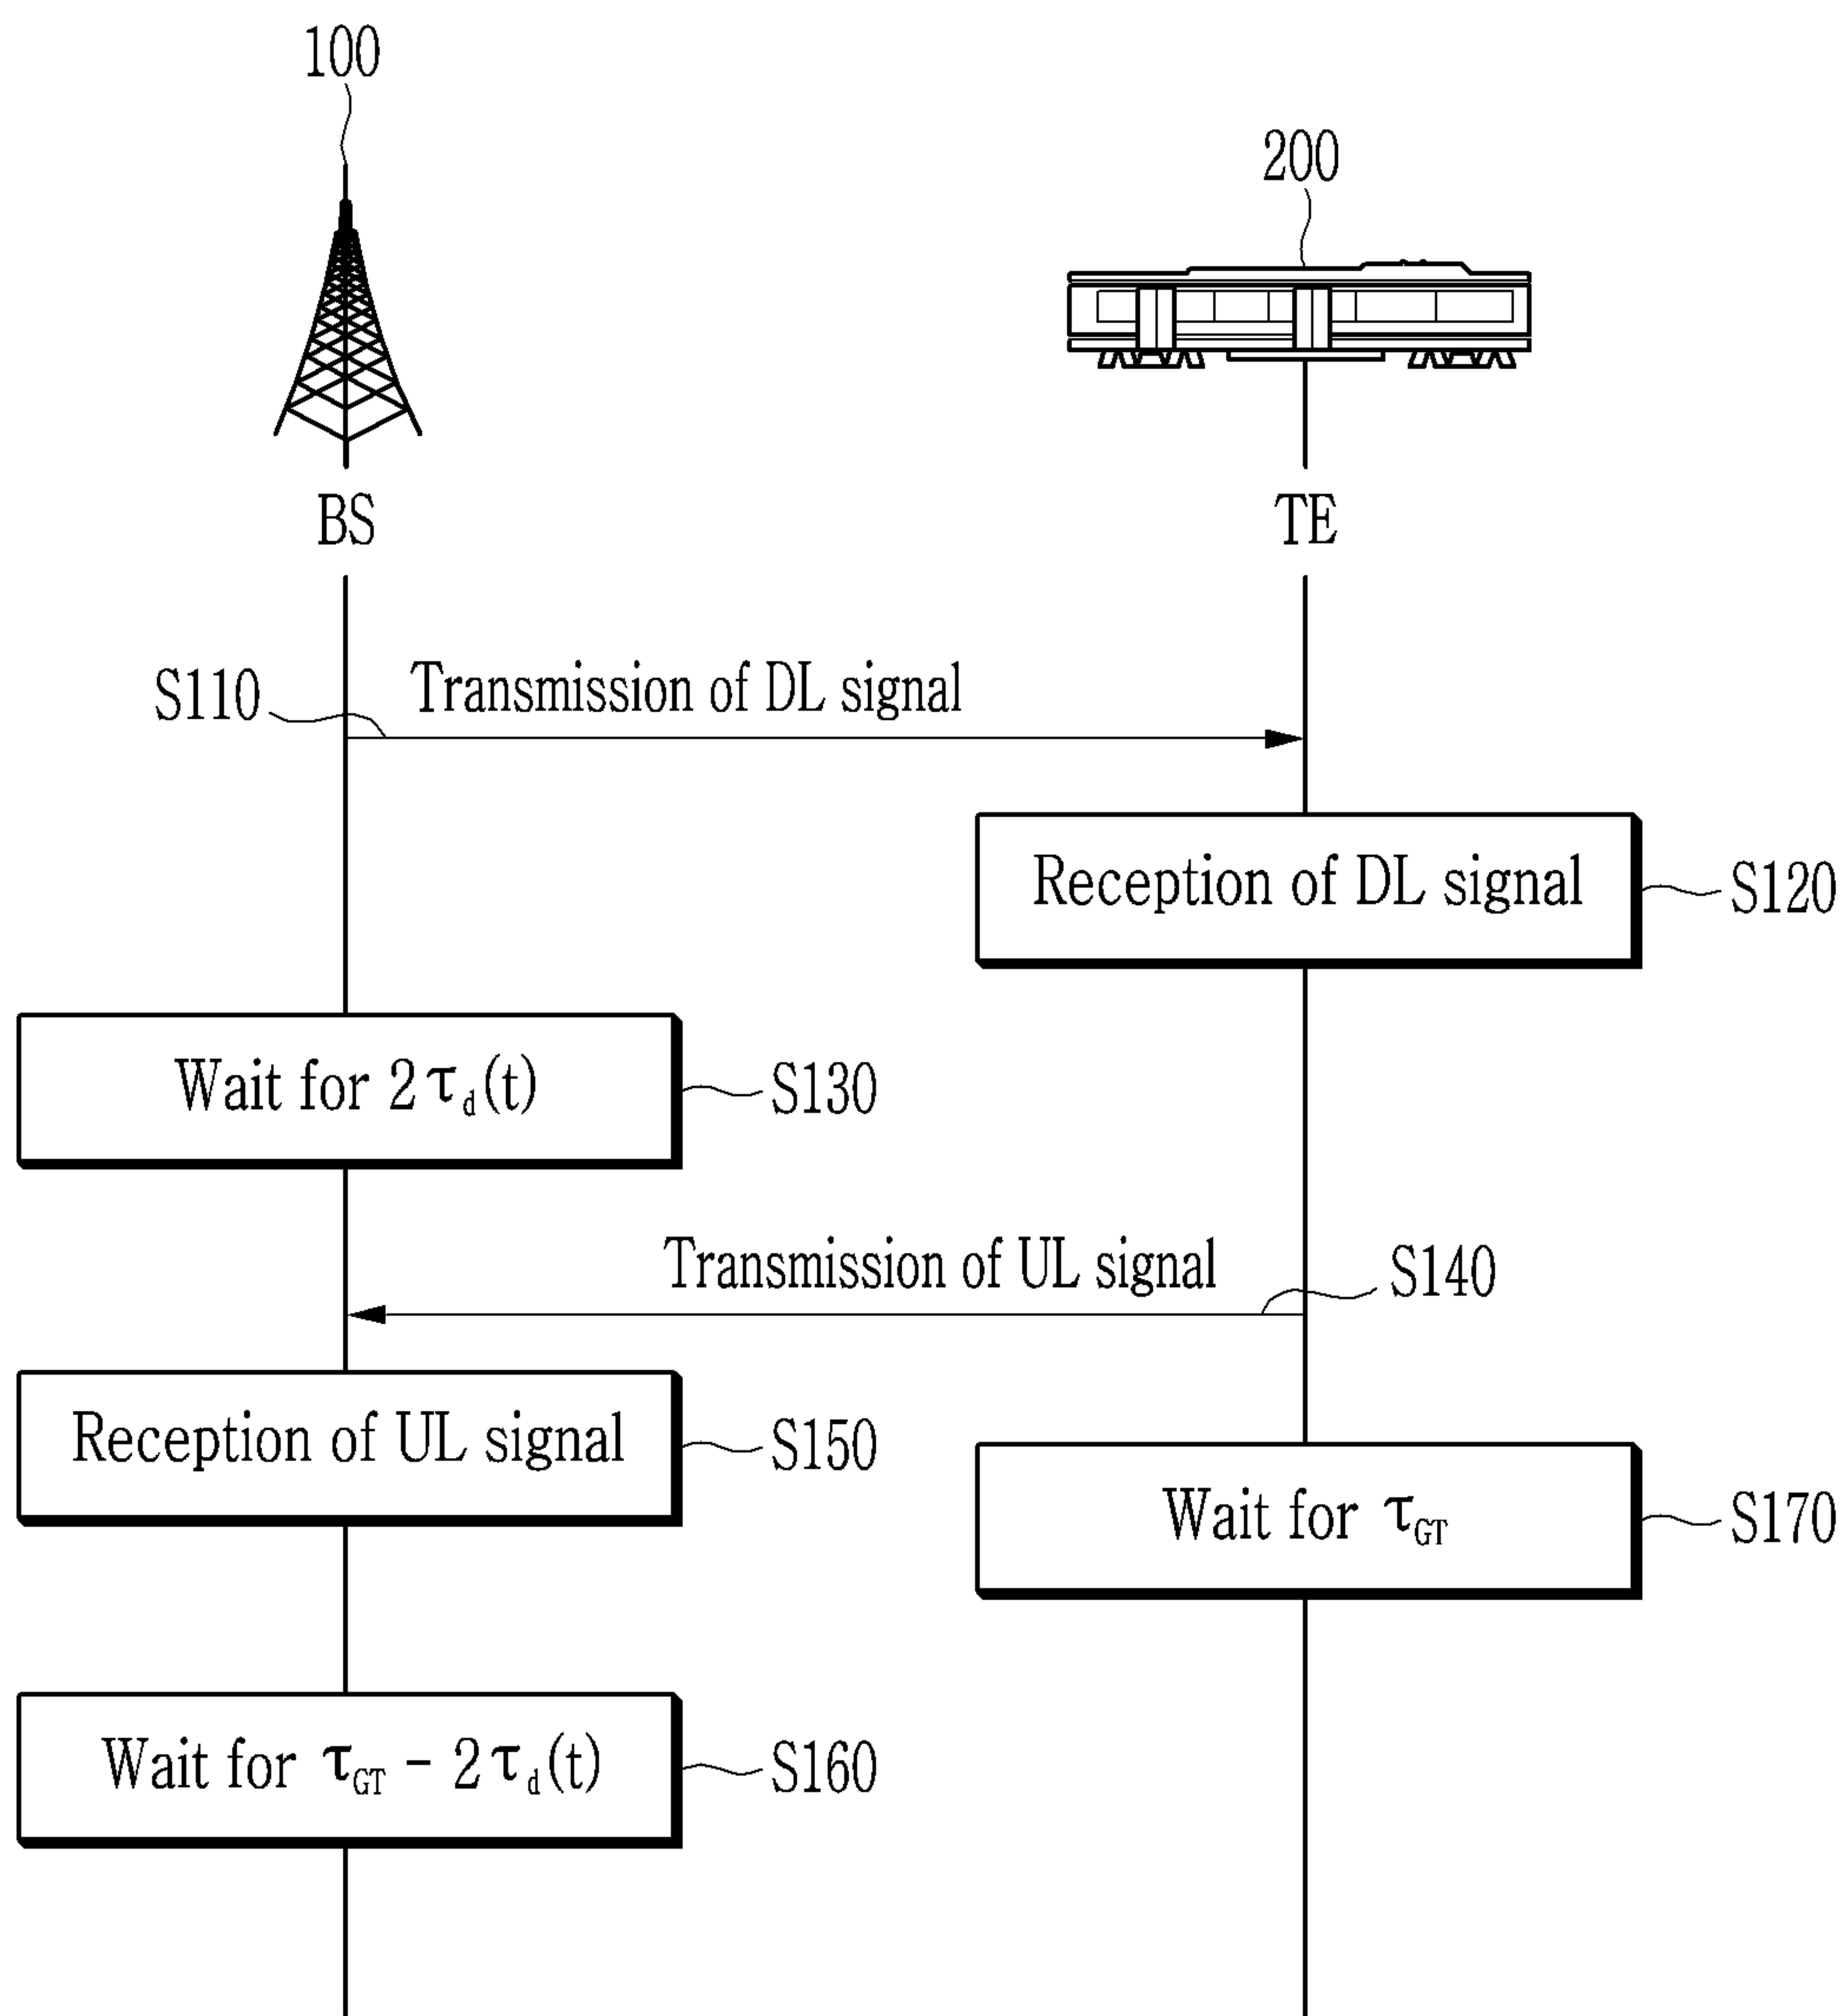 100
200
BS
TE
S110
Transmission of DL signal
Reception of DL signal
S120
Wait for 2τd(t)
S130
Transmission of UL signal
S140
Reception of UL signal
S150
Wait for τGT
S170
Wait for τGT - 2τd(t)
S160